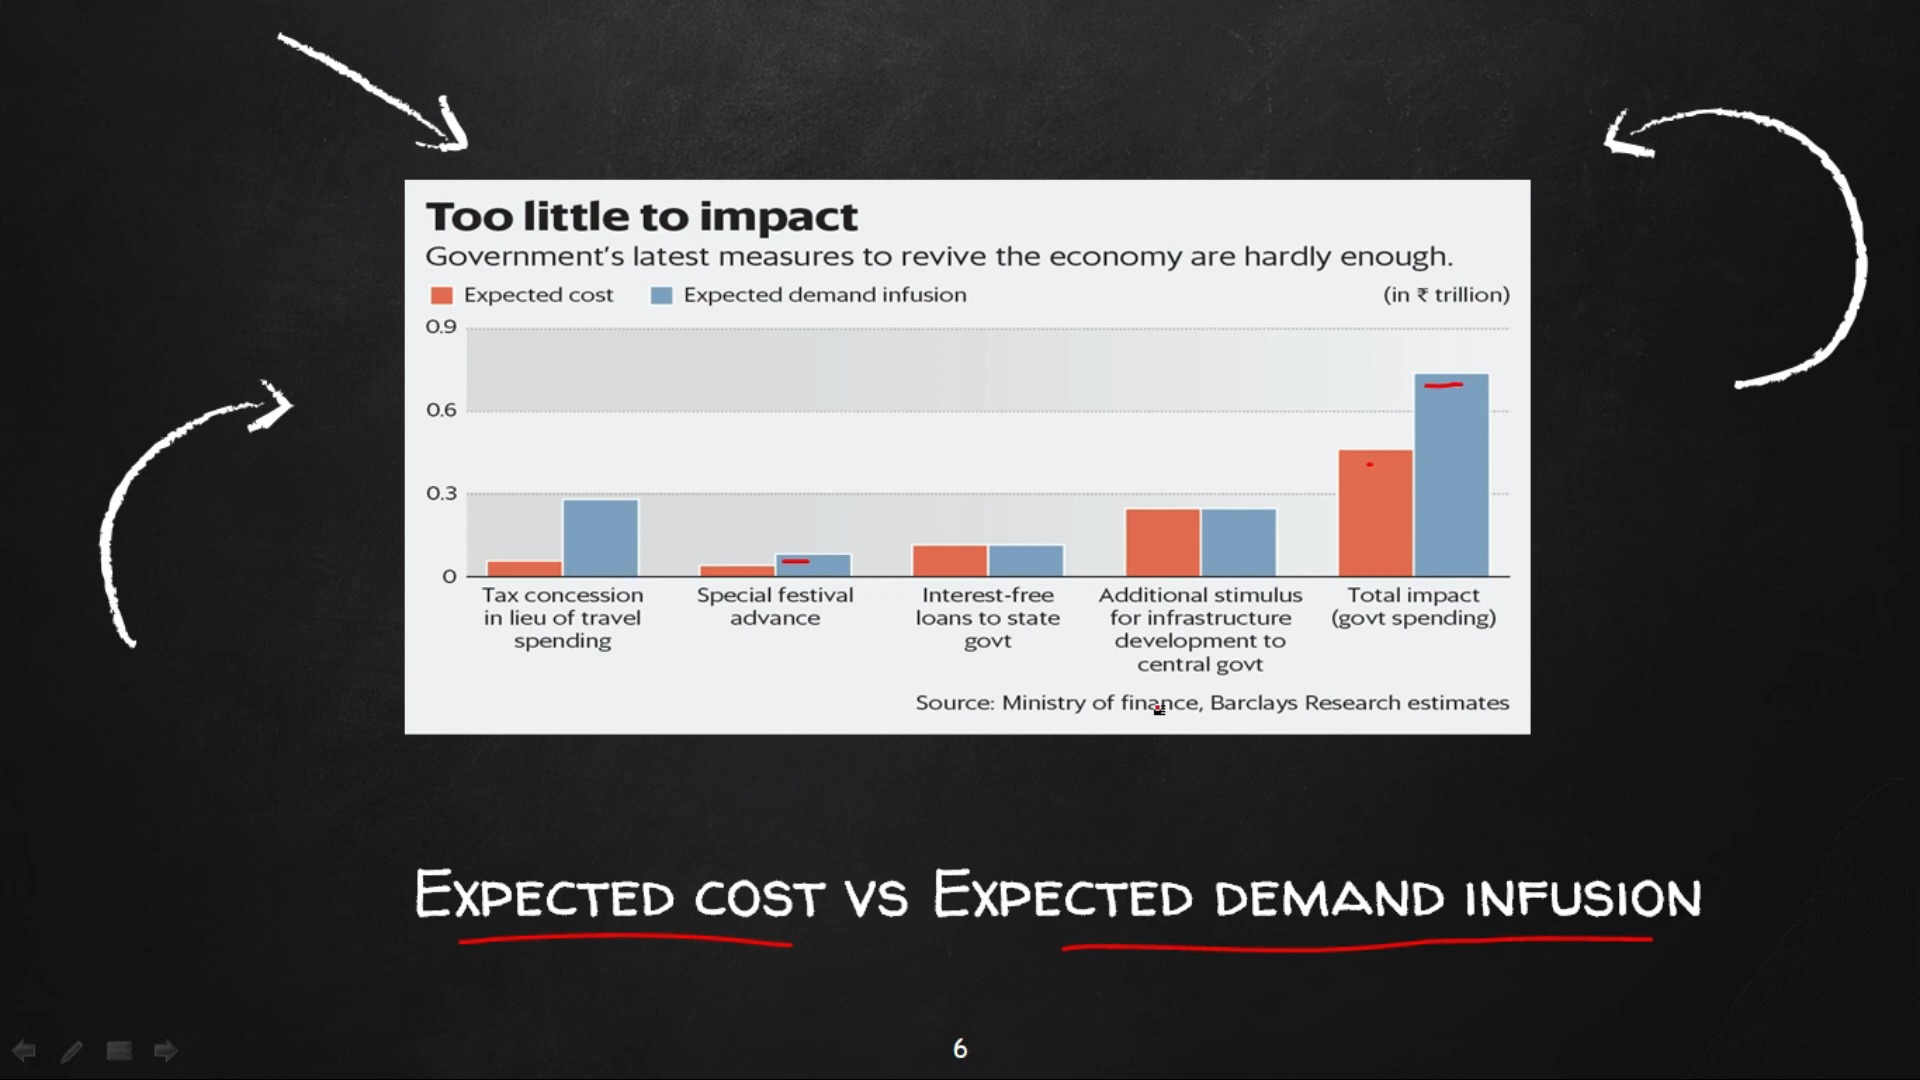 Too little to impact
Government's latest measures to revive the economy are hardly enough.
Expected cost Expected demand infusion (in ₹ trillion)
0.9
0.6
0.3
0
Tax concession
in lieu of travel
spending
Special festival
advance
Interest-free
loans to state
govt
Additional stimulus
for infrastructure
development to
central govt
Total impact
(govt spending)
Source: Ministry of finance, Barclays Research estimates
Expected cost vs Expected demand infusion
6